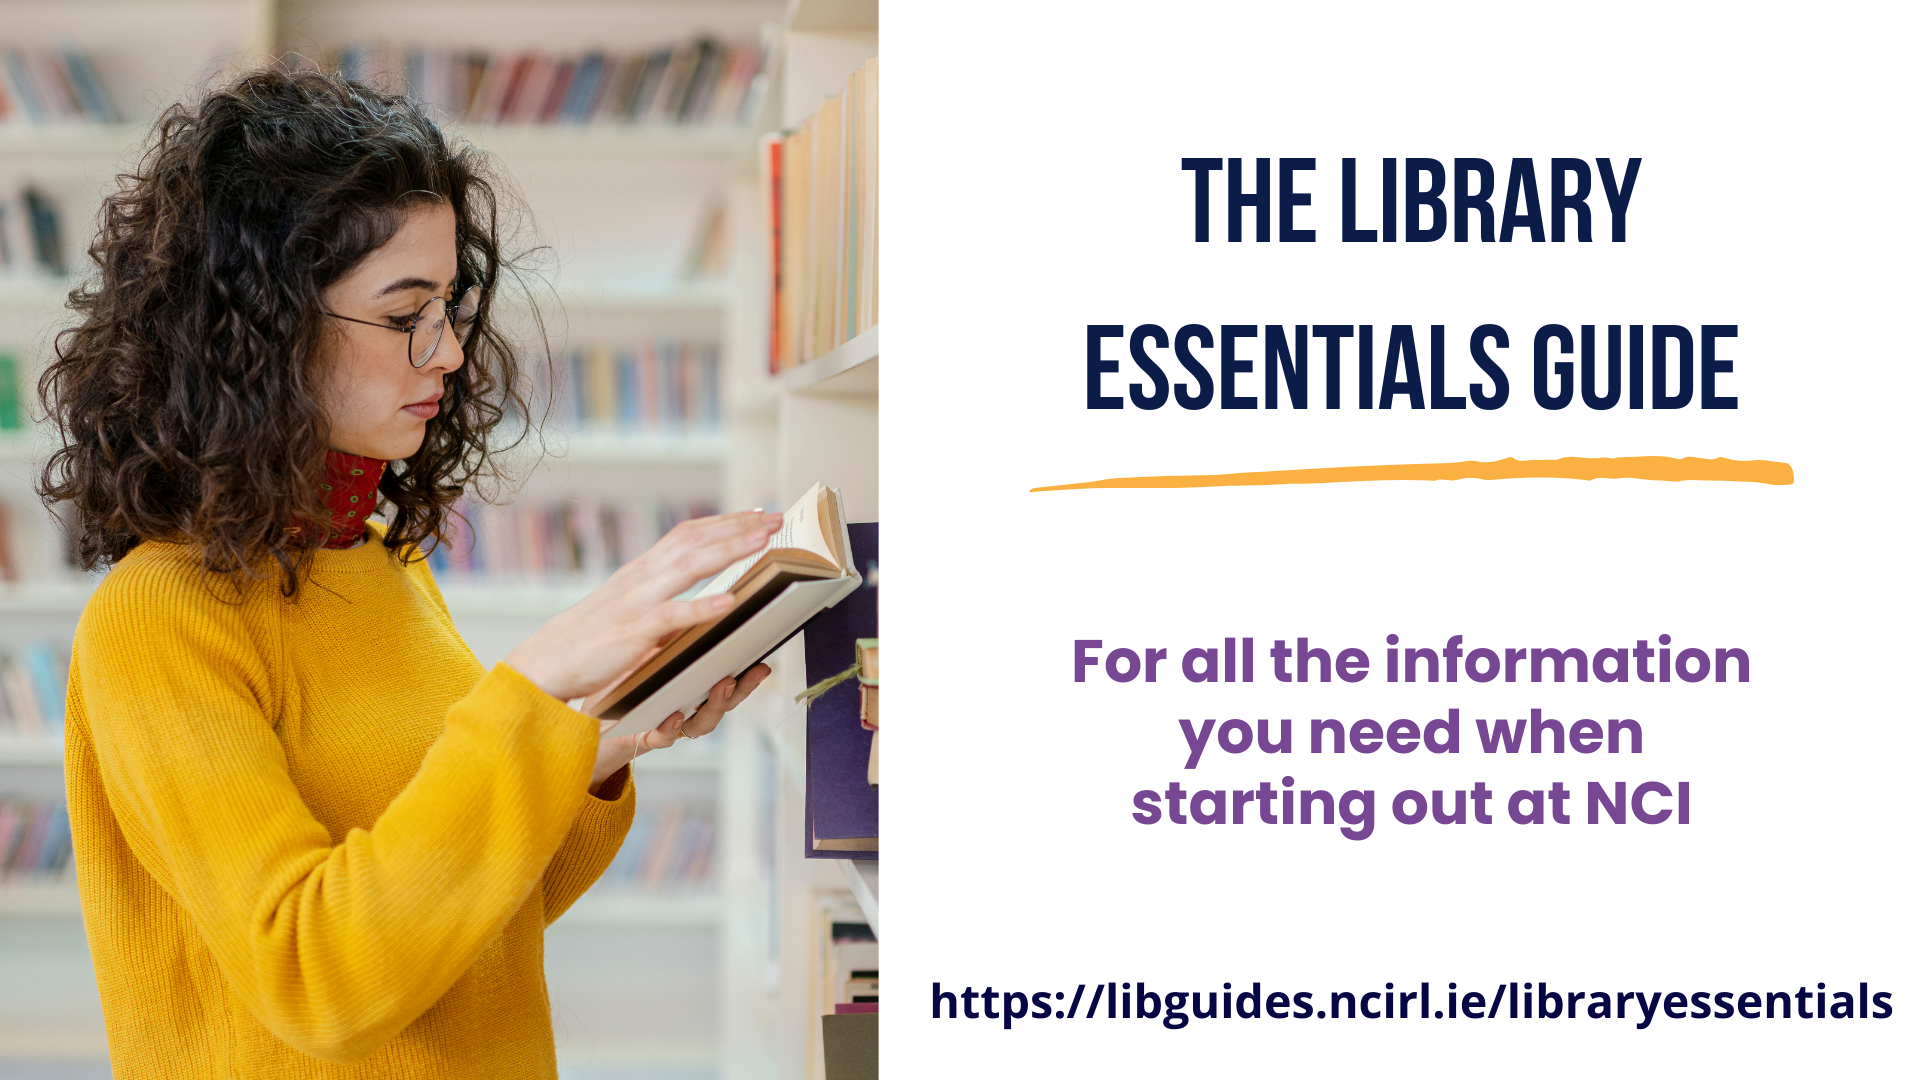 THE LIBRARY
ESSENTIALS GUIDE
For all the information
you need when
starting out at NCI
https://libguides.ncirl.ie/libraryessentials